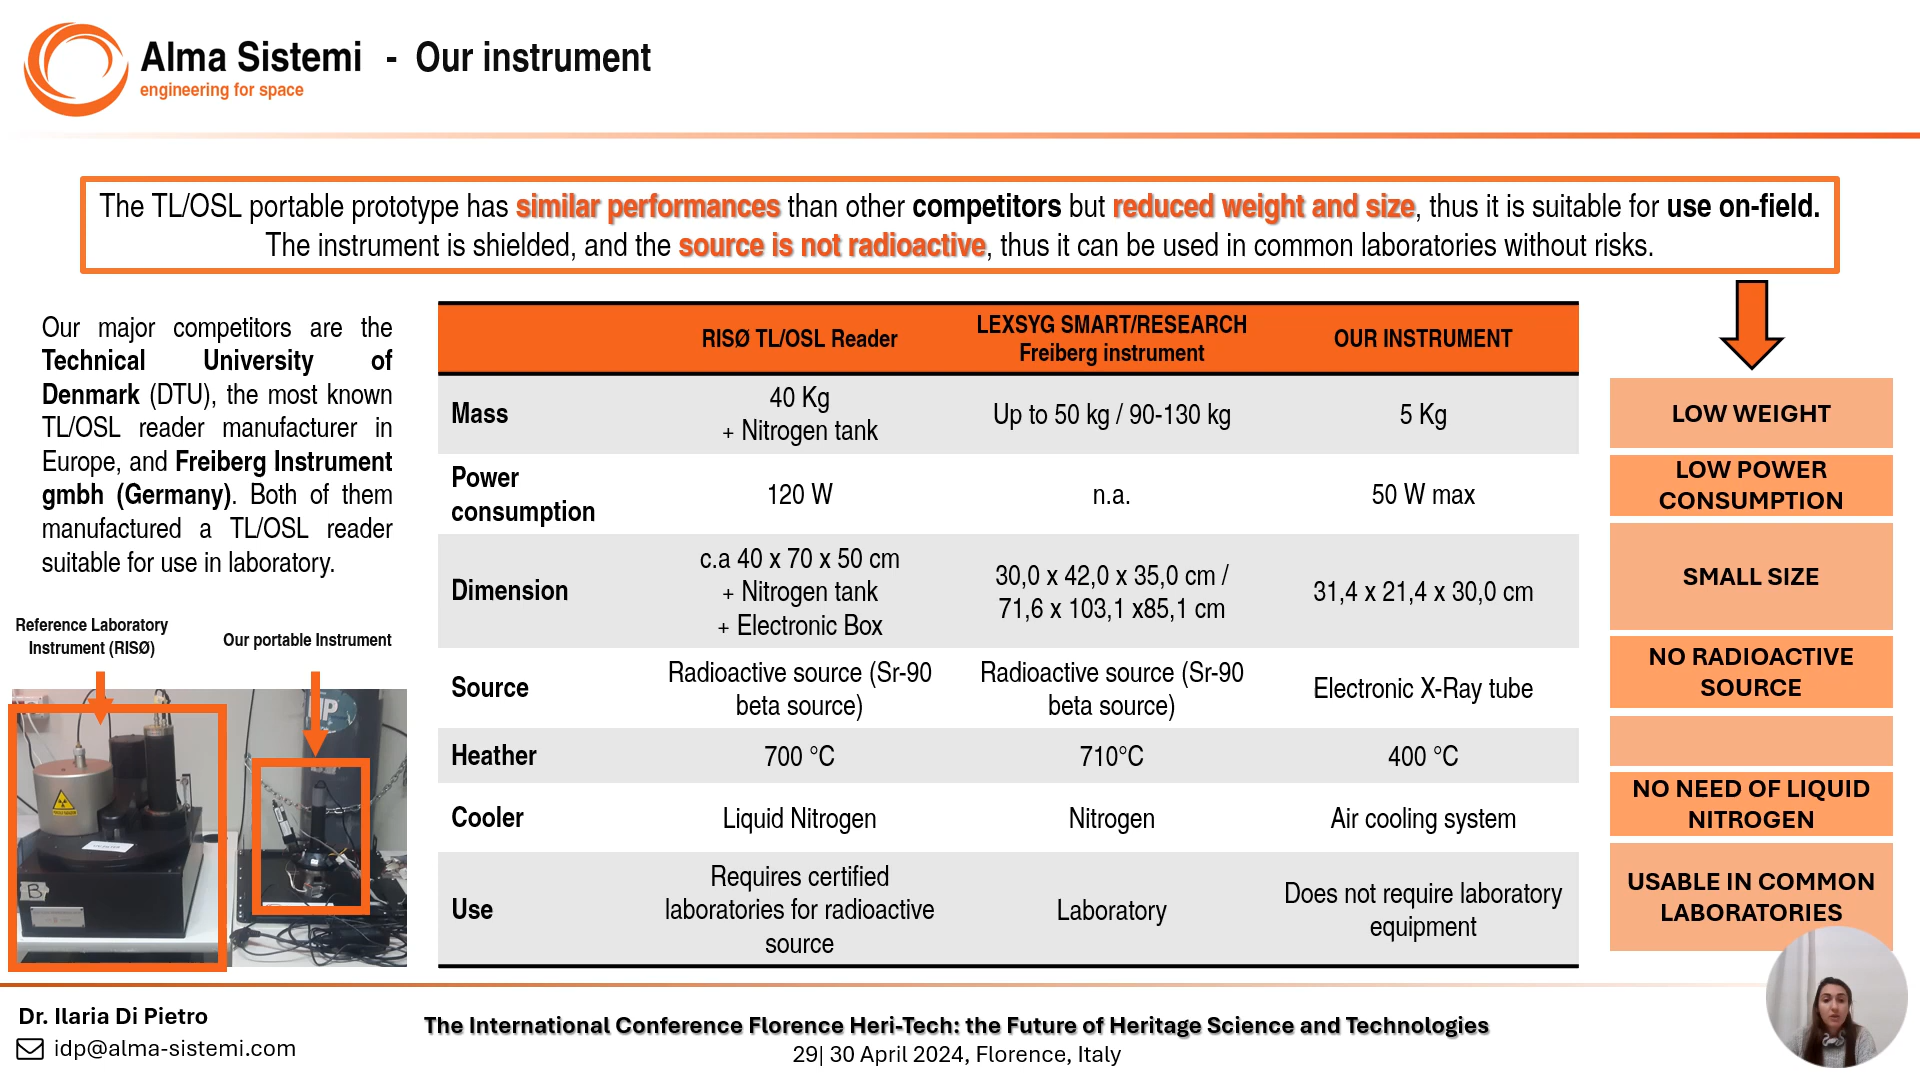 Alma Sistemi - Our instrument
engineering for space
The TL/OSL portable prototype has similar performances than other competitors but reduced weight and size, thus it is suitable for use on-field.
The instrument is shielded, and the source is not radioactive, thus it can be used in common laboratories without risks.
Our major competitors are the
Technical University of
Denmark (DTU), the most known
TL/OSL reader manufacturer in
Europe, and Freiberg Instrument
gmbh (Germany). Both of them
manufactured a TL/OSL reader
suitable for use in laboratory.
Reference Laboratory
Instrument (RISØ)
Our portable Instrument
B
RISØ TL/OSL Reader
LEXSYG SMART/RESEARCH
Freiberg instrument
OUR INSTRUMENT
Mass
40 Kg
+ Nitrogen tank
Up to 50 kg / 90-130 kg
5 Kg
Power
consumption
120 W
n.a.
50 W max
Dimension
c.a 40 x 70 x 50 cm
+ Nitrogen tank
+ Electronic Box
30,0 x 42,0 x 35,0 cm /
71,6 x 103,1 x85,1 cm
31,4 x 21,4 x 30,0 cm
Source
Radioactive source (Sr-90
beta source)
Radioactive source (Sr-90
beta source)
Electronic X-Ray tube
Heather
700 °C
710°C
400 °C
Cooler
Liquid Nitrogen
Nitrogen
Air cooling system
Use
Requires certified
laboratories for radioactive
source
Laboratory
Does not require laboratory
equipment
LOW WEIGHT
LOW POWER
CONSUMPTION
SMALL SIZE
NO RADIOACTIVE
SOURCE
NO NEED OF LIQUID
NITROGEN
USABLE IN COMMON
LABORATORIES
Dr. Ilaria Di Pietro
idp@alma-sistemi.com
The International Conference Florence Heri-Tech: the Future of Heritage Science and Technologies
29| 30 April 2024, Florence, Italy